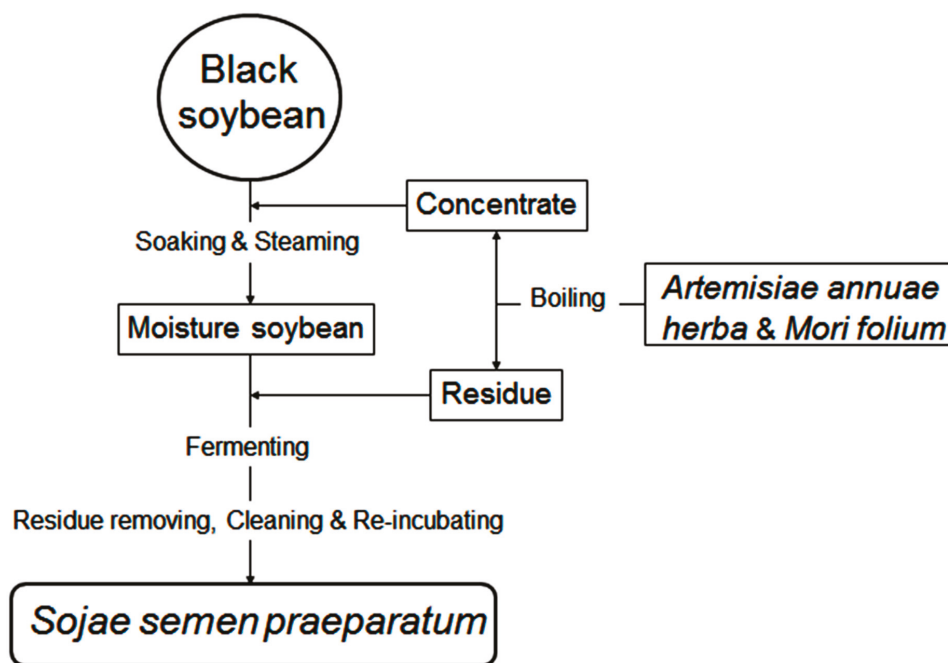 Black
soybean
Concentrate
Soaking & Steaming
Boiling
Artemisiae annuae
herba & Mori folium
Moisture soybean
Residue
Fermenting
Residue removing, Cleaning & Re-incubating
Sojae semen praeparatum